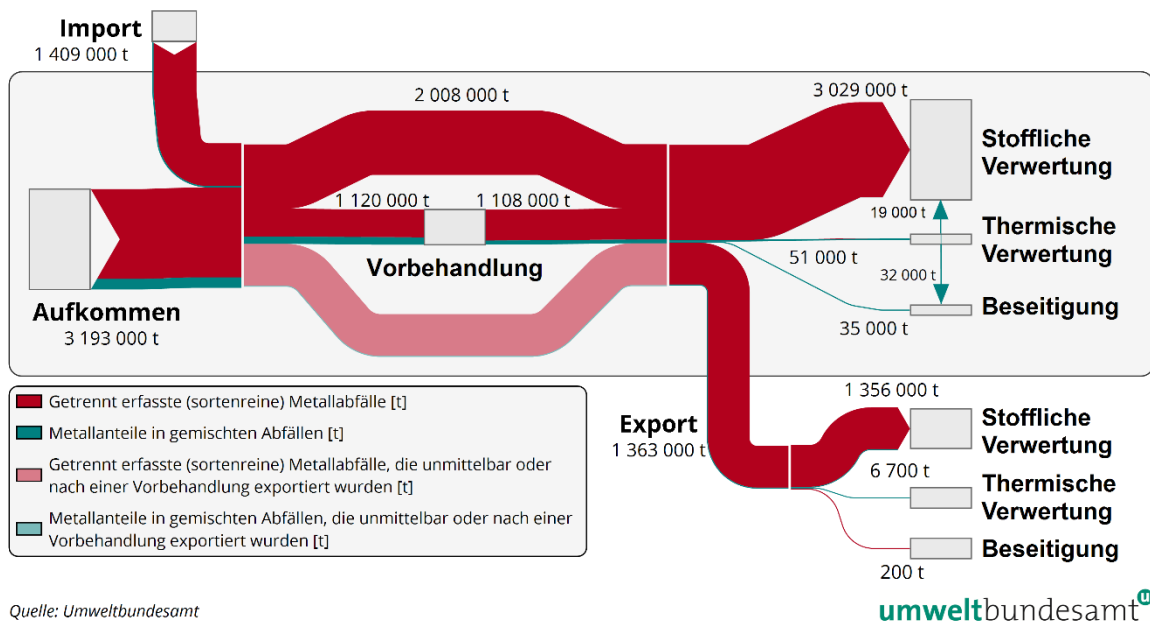 Import
1 409 000 t
2 008 000 t
3 029 000 t
Stoffliche
Verwertung
1 120 000 t
1 108 000 t
19 000 t
Vorbehandlung
Thermische
Verwertung
51 000 t
32 000 t
Aufkommen
3 193 000 t
Beseitigung
35 000 t
Getrennt erfasste (sortenreine) Metallabfälle [t]
Metallanteile in gemischten Abfällen [t]
Getrennt erfasste (sortenreine) Metallabfälle, die unmittelbar oder
nach einer Vorbehandlung exportiert wurden [t]
Metallanteile in gemischten Abfällen, die unmittelbar oder nach einer
Vorbehandlung exportiert wurden [t]
Export
1 363 000 t
1 356 000 t
Stoffliche
Verwertung
6 700 t
Thermische
Verwertung
Beseitigung
200 t
Quelle: Umweltbundesamt
umweltbundesamt u